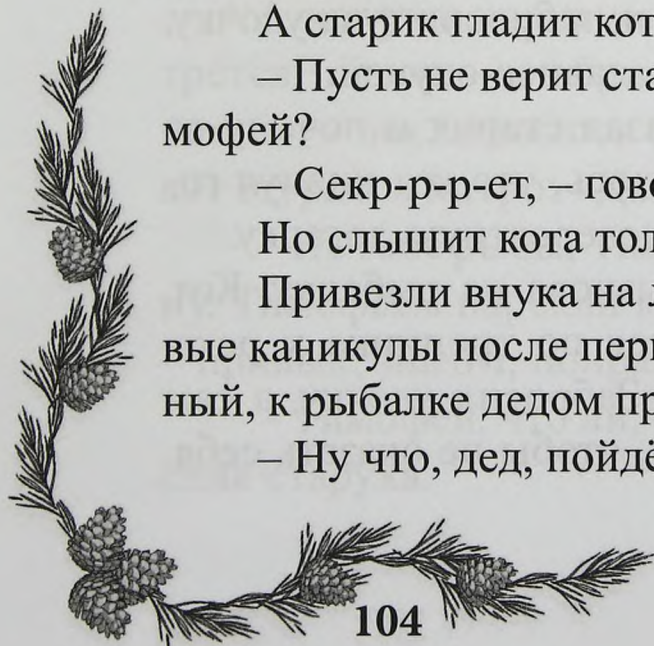 А старик гладит кот
– Пусть не верит ста
мофей?
– Секр-р-р-ет, – гово
Но слышит кота тол
Привезли внука на л
вые каникулы после перв
ный, к рыбалке дедом пр
– Ну что, дед, пойдё
104